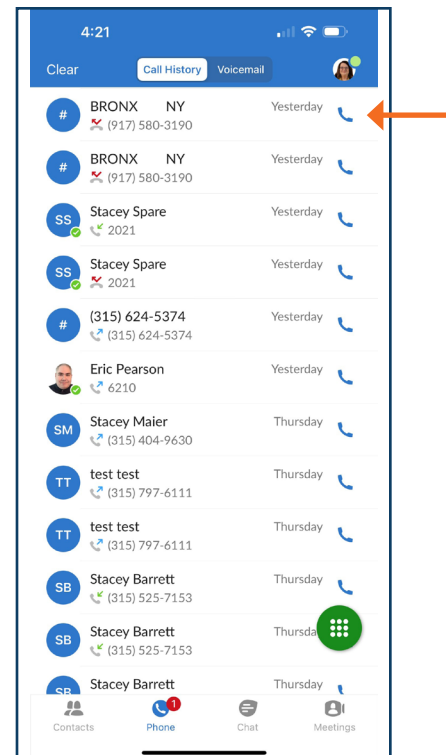 4:21
Clear
Call History
Voicemail
# BRONX NY Yesterday
(917) 580-3190
# BRONX NY Yesterday
(917) 580-3190
SS Stacey Spare Yesterday
2021
SS Stacey Spare Yesterday
2021
# (315) 624-5374 Yesterday
(315) 624-5374
Eric Pearson Yesterday
6210
SM Stacey Maier Thursday
(315) 404-9630
TT test test Thursday
(315) 797-6111
TT test test Thursday
(315) 797-6111
SB Stacey Barrett Thursday
(315) 525-7153
SB Stacey Barrett Thursda
(315) 525-7153
SB Stacey Barrett Thursday
1
Contacts Phone Chat Meetings